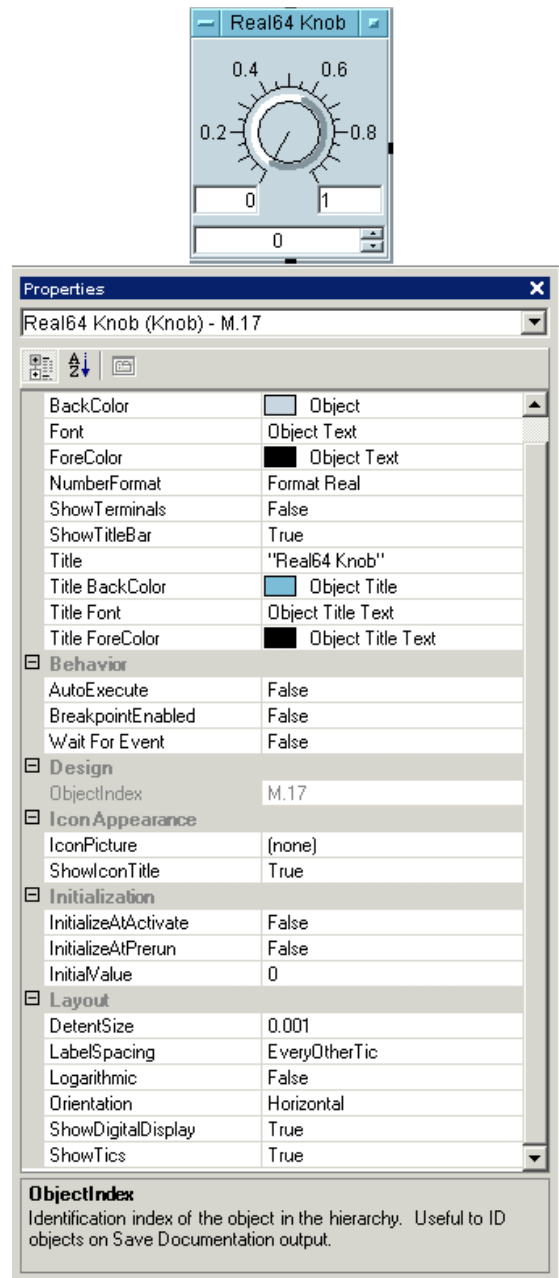 Real64 Knob
0.4 0.6
0.2 0.8
0 1
0
Properties
Real64 Knob (Knob) - M.17
BackColor Object
Font Object Text
ForeColor Object Text
NumberFormat Format Real
ShowTerminals False
ShowTitleBar True
Title "Real64 Knob"
Title BackColor Object Title
Title Font Object Title Text
Title ForeColor Object Title Text
Behavior
AutoExecute False
BreakpointEnabled False
Wait For Event False
Design
ObjectIndex M.17
Icon Appearance
IconPicture (none)
ShowIconTitle True
Initialization
InitializeAtActivate False
InitializeAtPrerun False
InitialValue 0
Layout
DetentSize 0.001
LabelSpacing EveryOtherTic
Logarithmic False
Orientation Horizontal
ShowDigitalDisplay True
ShowTics True
ObjectIndex
Identification index of the object in the hierarchy. Useful to ID
objects on Save Documentation output.